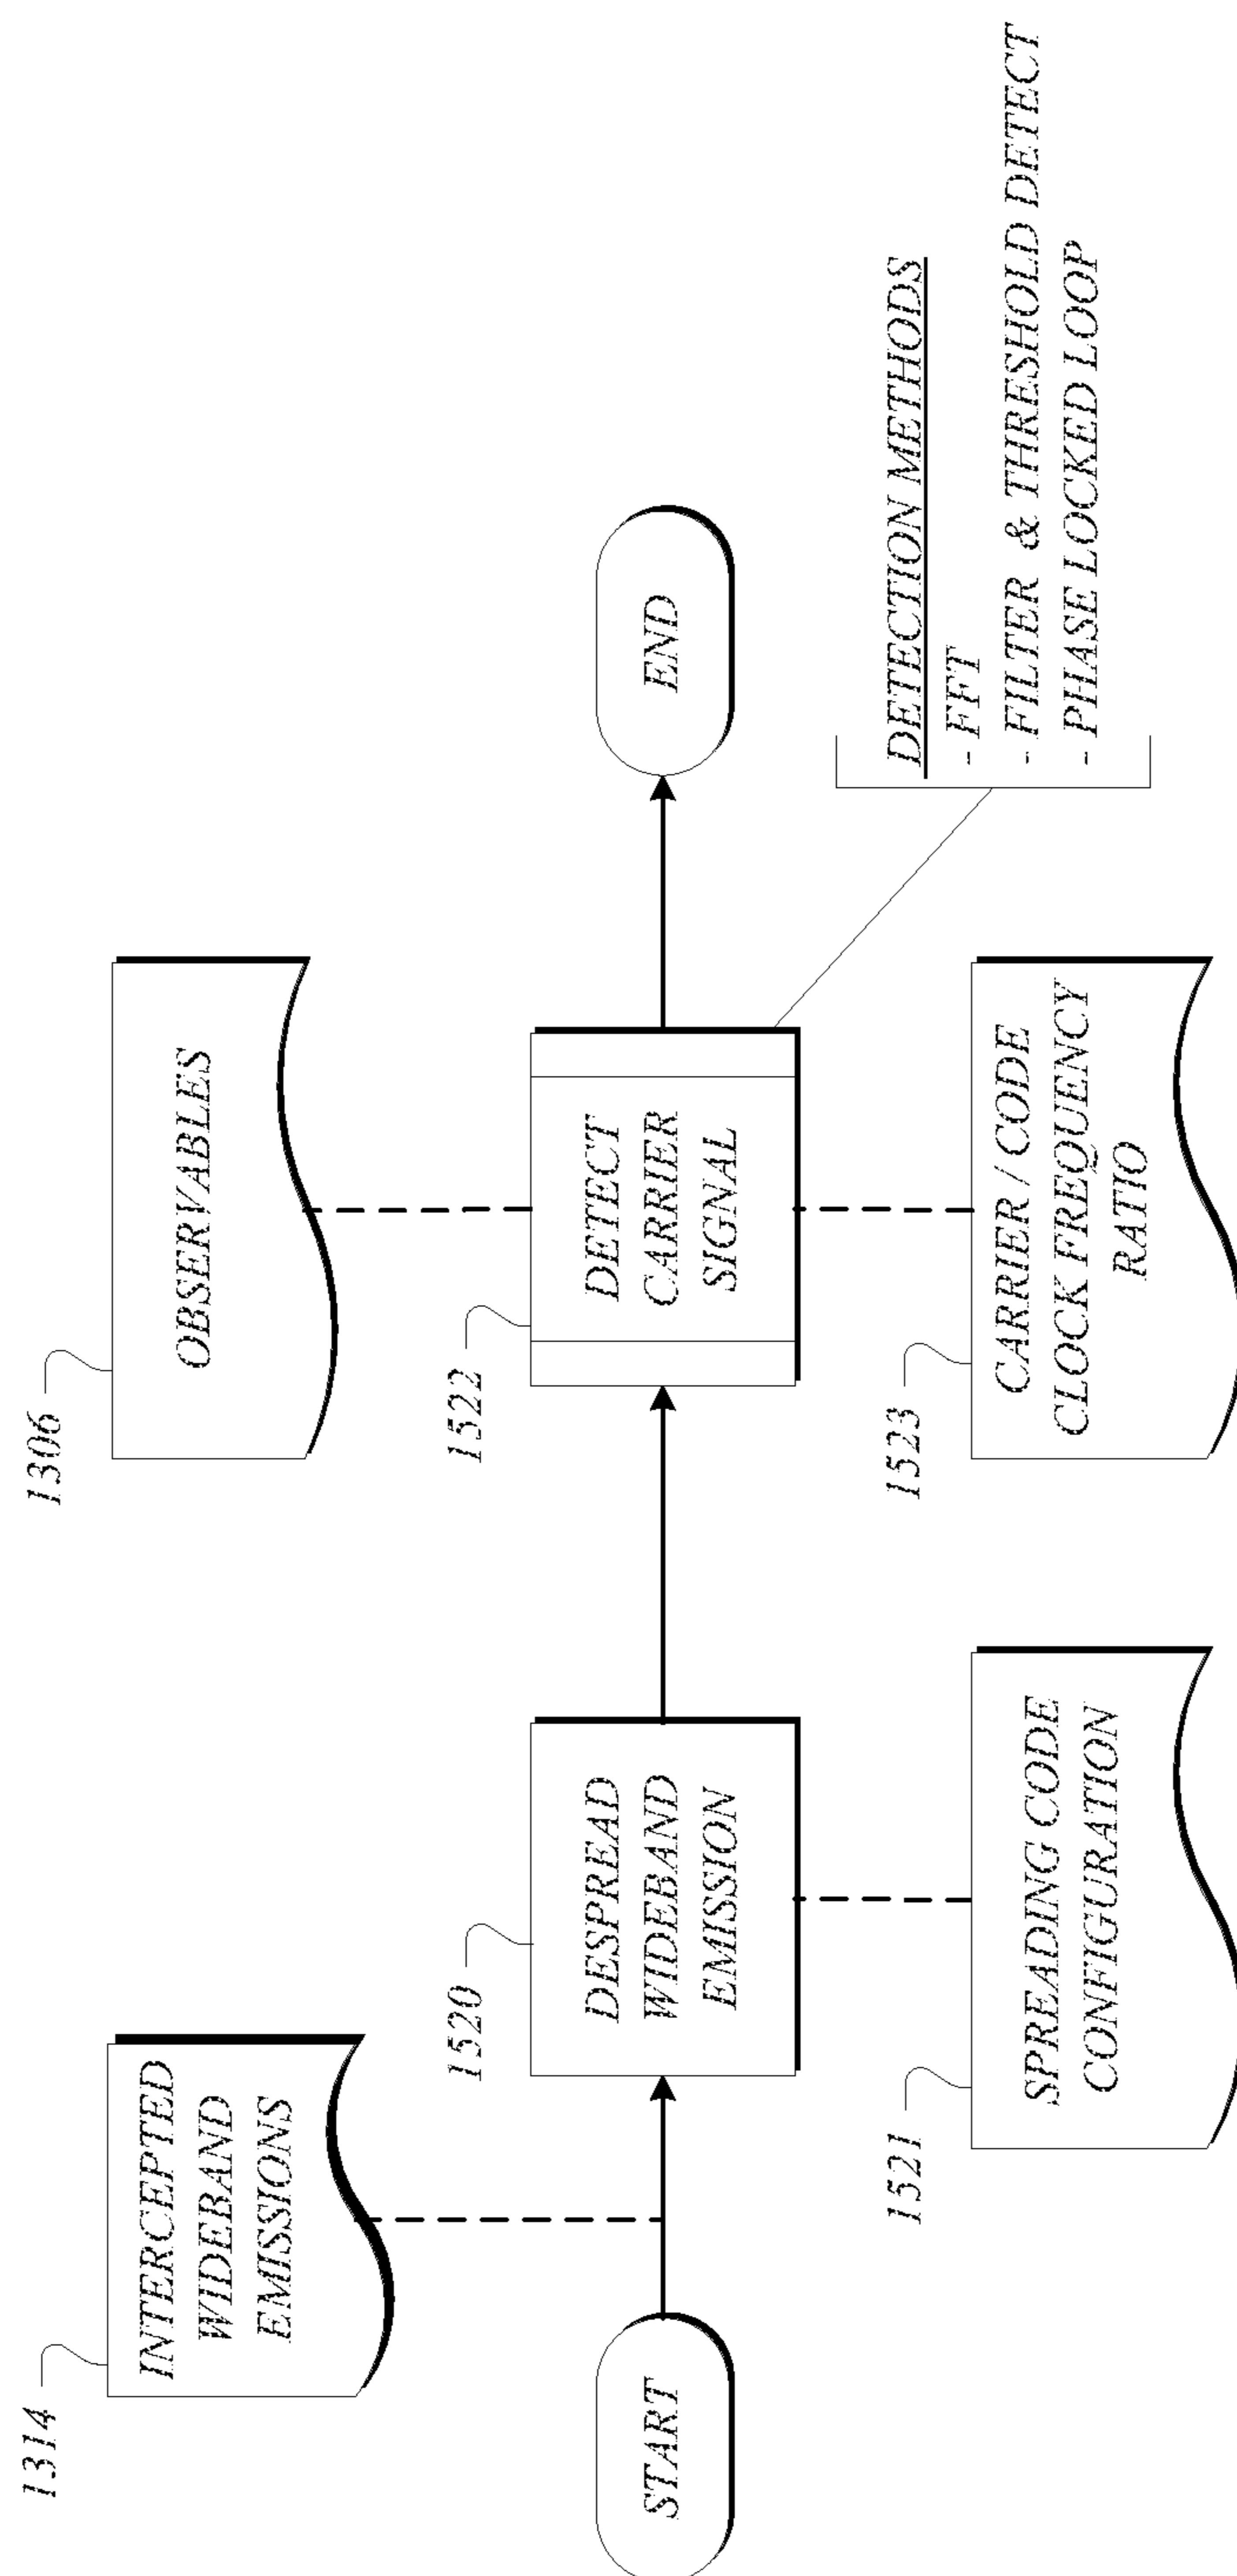 1314
INTERCEPTED
WIDEBAND
EMISSIONS
1306
OBSERVABLES
START
1520
DESPREAD
WIDEBAND
EMISSION
1522
DETECT
CARRIER
SIGNAL
END
1521
SPREADING CODE
CONFIGURATION
1523
CARRIER / CODE
CLOCK FREQUENCY
RATIO
DETECTION METHODS
- FFT
- FILTER & THRESHOLD DETECT
- PHASE LOCKED LOOP